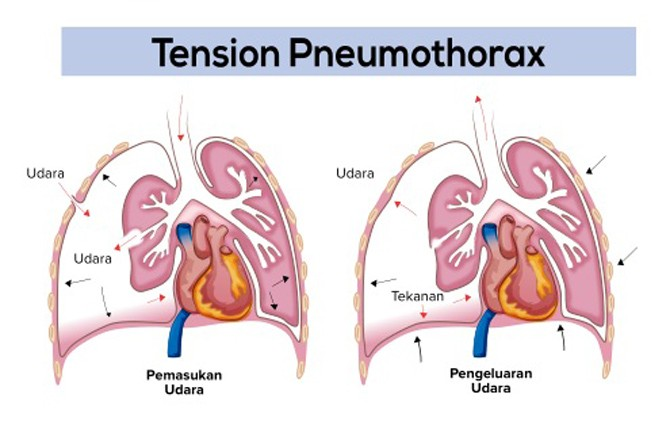 Tension Pneumothorax
Udara
Udara
Pemasukan
Udara
Udara
Tekanan
Pengeluaran
Udara